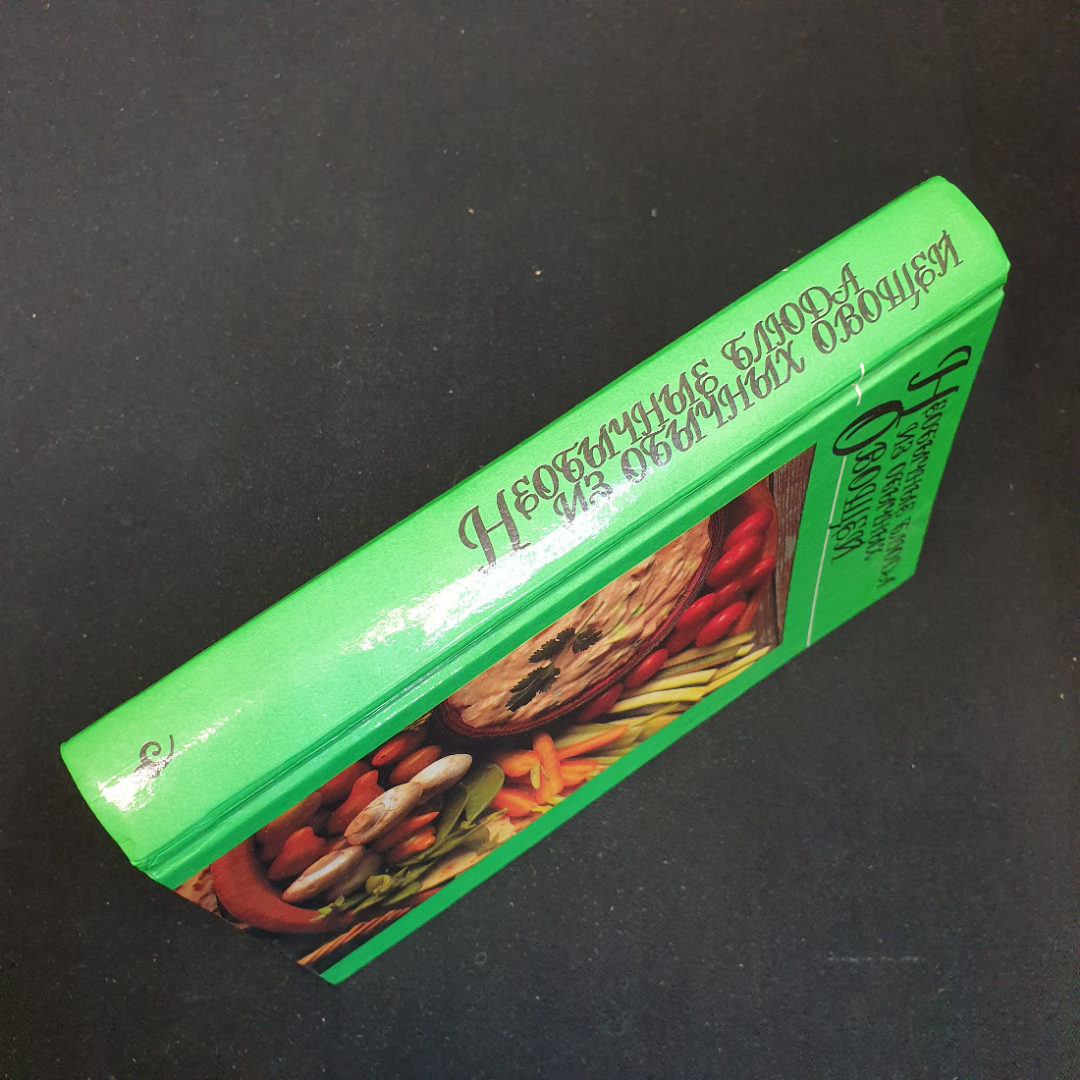 Необычные блюда
из обычных овощей
Необычные блюда
из обычных
Овощей